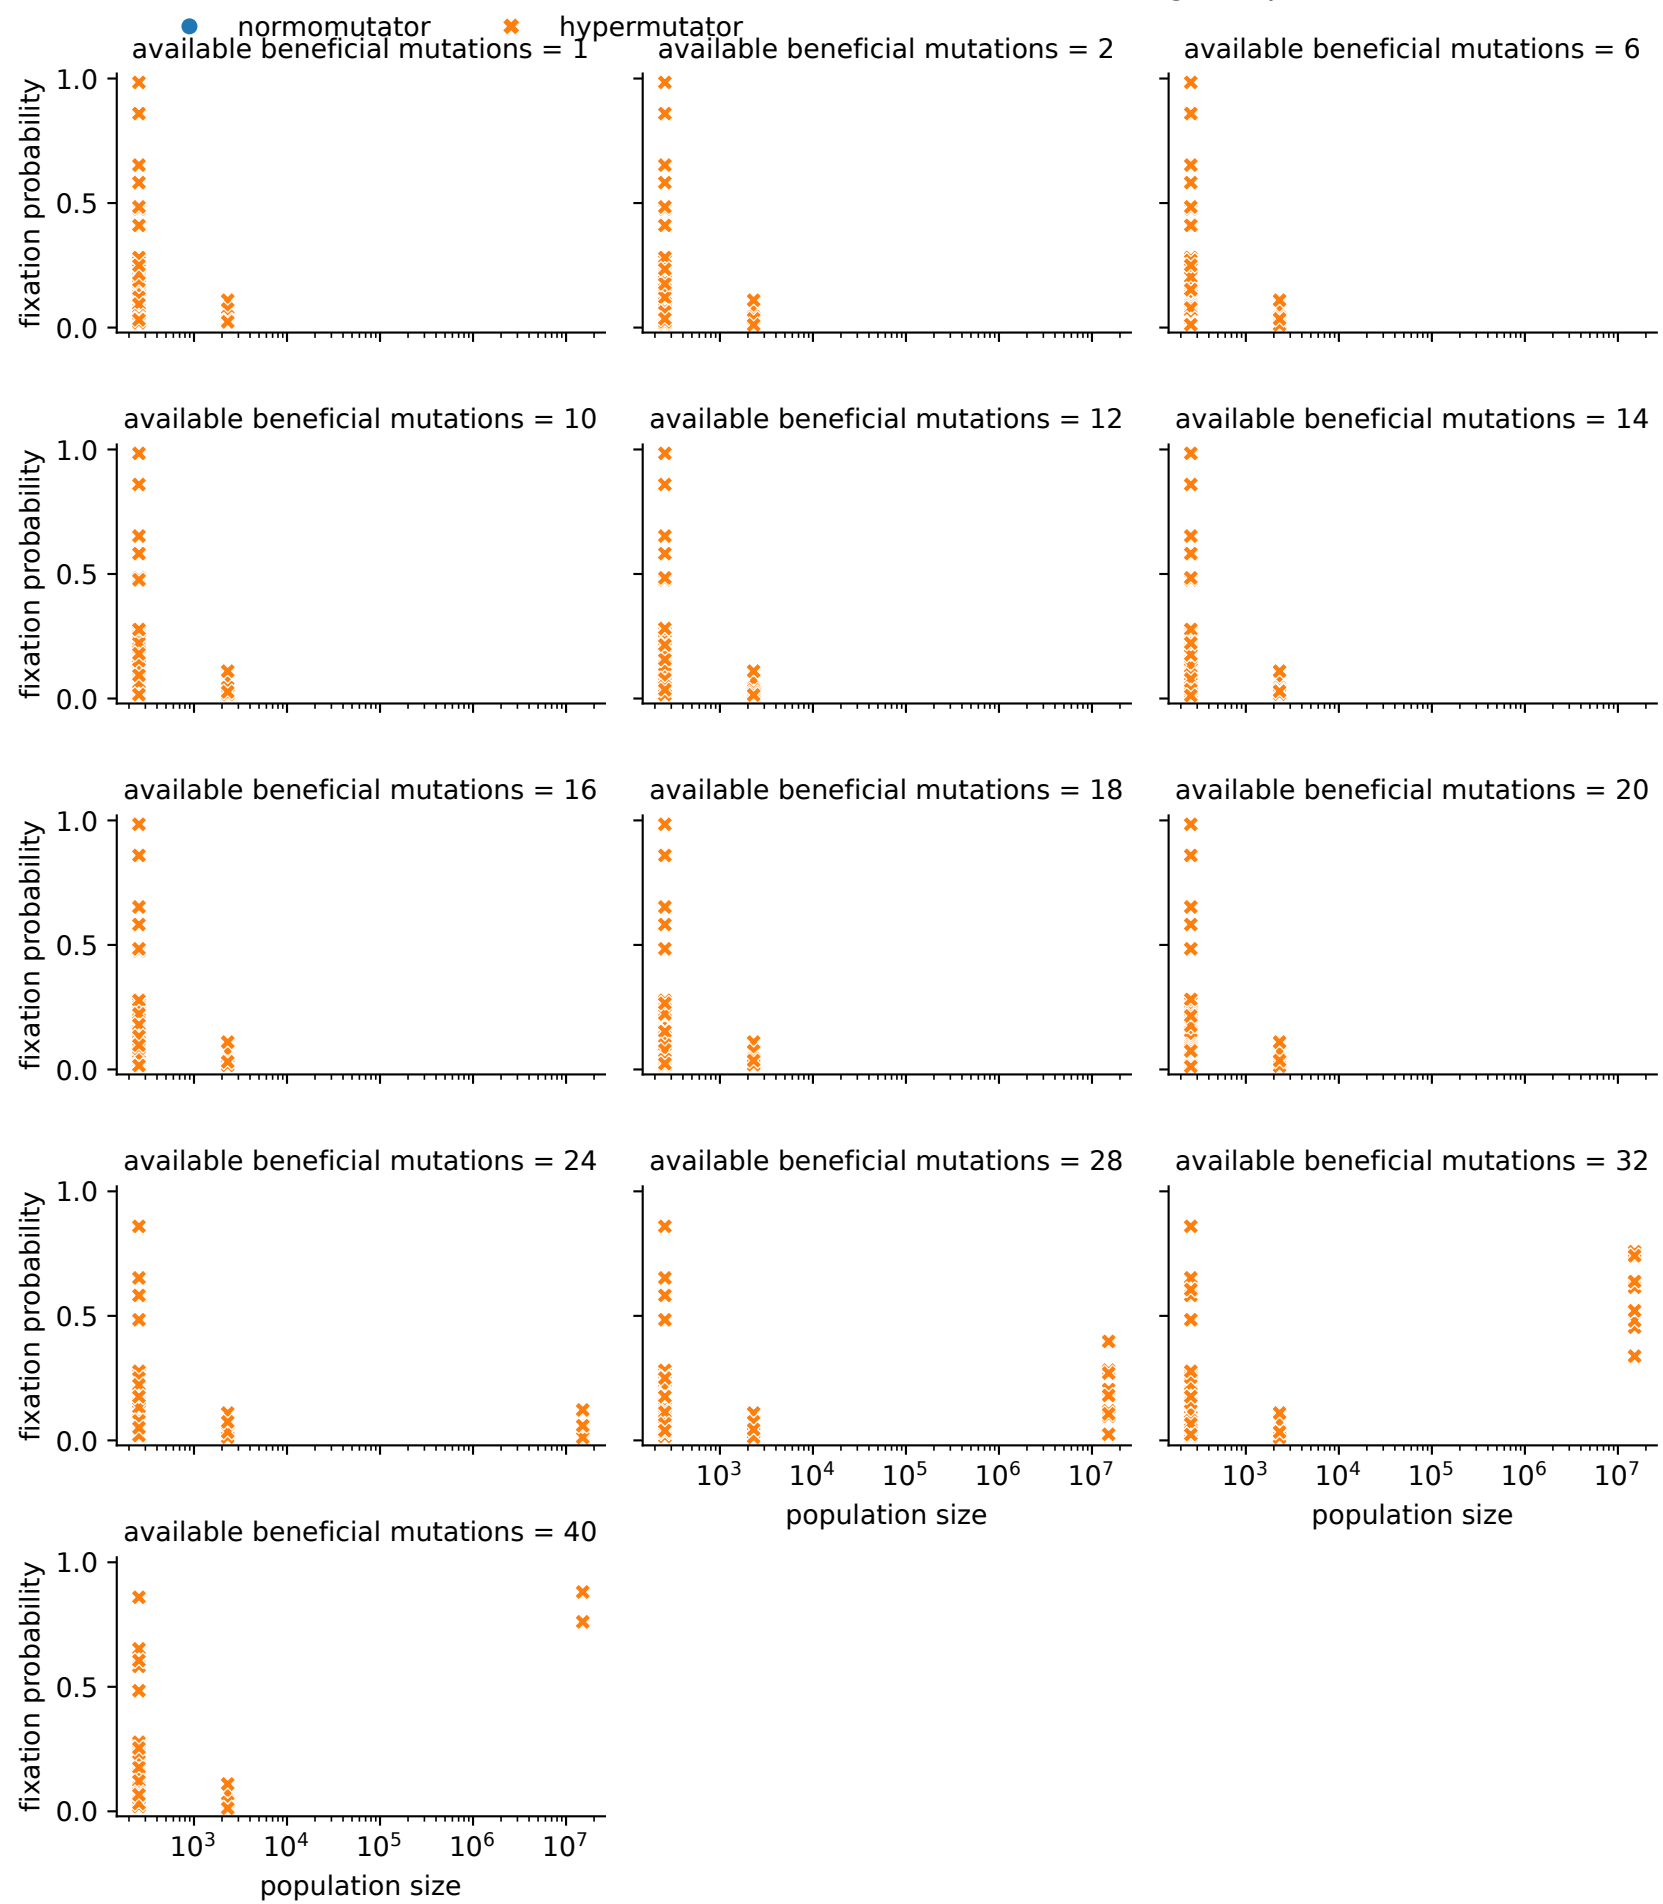 normomutator hypermutator
available beneficial mutations = 1 available beneficial mutations = 2 available beneficial mutations = 6
fixation probability
1.0
0.5
0.0
available beneficial mutations = 10 available beneficial mutations = 12 available beneficial mutations = 14
fixation probability
1.0
0.5
0.0
available beneficial mutations = 16 available beneficial mutations = 18 available beneficial mutations = 20
fixation probability
1.0
0.5
0.0
available beneficial mutations = 24 available beneficial mutations = 28 available beneficial mutations = 32
fixation probability
1.0
0.5
0.0
10³ 10⁴ 10⁵ 10⁶ 10⁷ 10³ 10⁴ 10⁵ 10⁶ 10⁷
population size population size
available beneficial mutations = 40
fixation probability
1.0
0.5
0.0
10³ 10⁴ 10⁵ 10⁶ 10⁷
population size